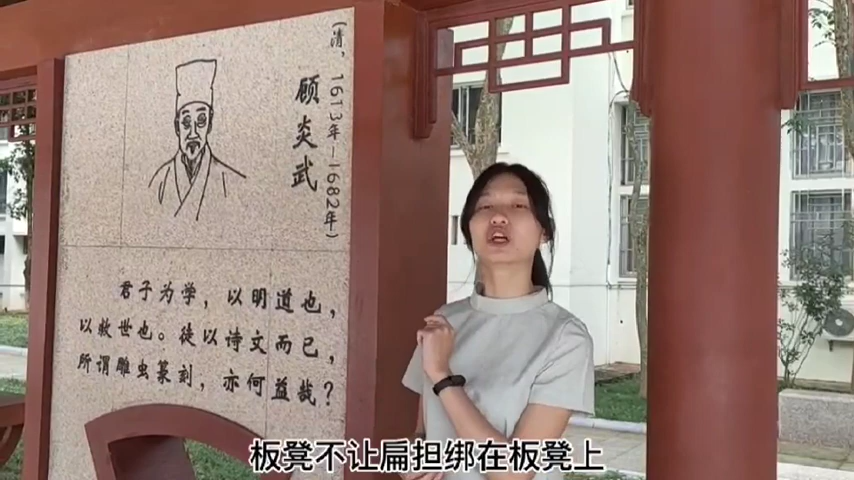 顾炎武
(清，1613年—1682年)
君子为学，以明道也，
以救世也。徒以诗文而已，
所谓雕虫篆刻，亦何益哉？
板凳不让扁担绑在板凳上